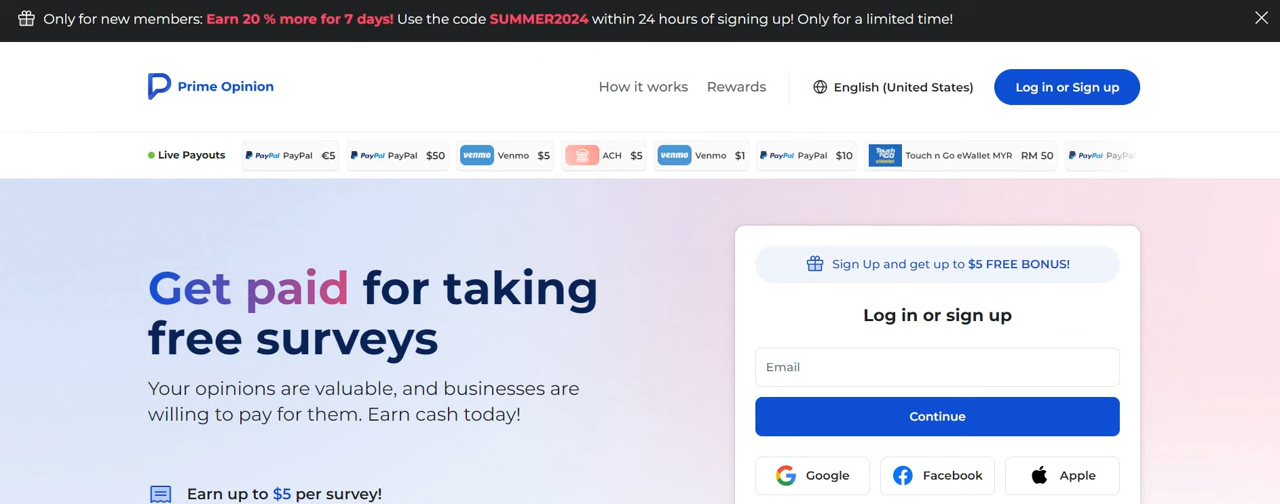 Only for new members: Earn 20 % more for 7 days! Use the code SUMMER2024 within 24 hours of signing up! Only for a limited time!
Prime Opinion
How it works
Rewards
English (United States)
Log in or Sign up
Live Payouts
PayPal PayPal €5
PayPal PayPal $50
venmo Venmo $5
ACH $5
venmo Venmo $1
PayPal PayPal $10
Touch n Go eWallet Touch n Go eWallet MYR RM 50
PayPal
Get paid for taking
free surveys
Your opinions are valuable, and businesses are
willing to pay for them. Earn cash today!
Earn up to $5 per survey!
Sign Up and get up to $5 FREE BONUS!
Log in or sign up
Email
Continue
Google
Facebook
Apple